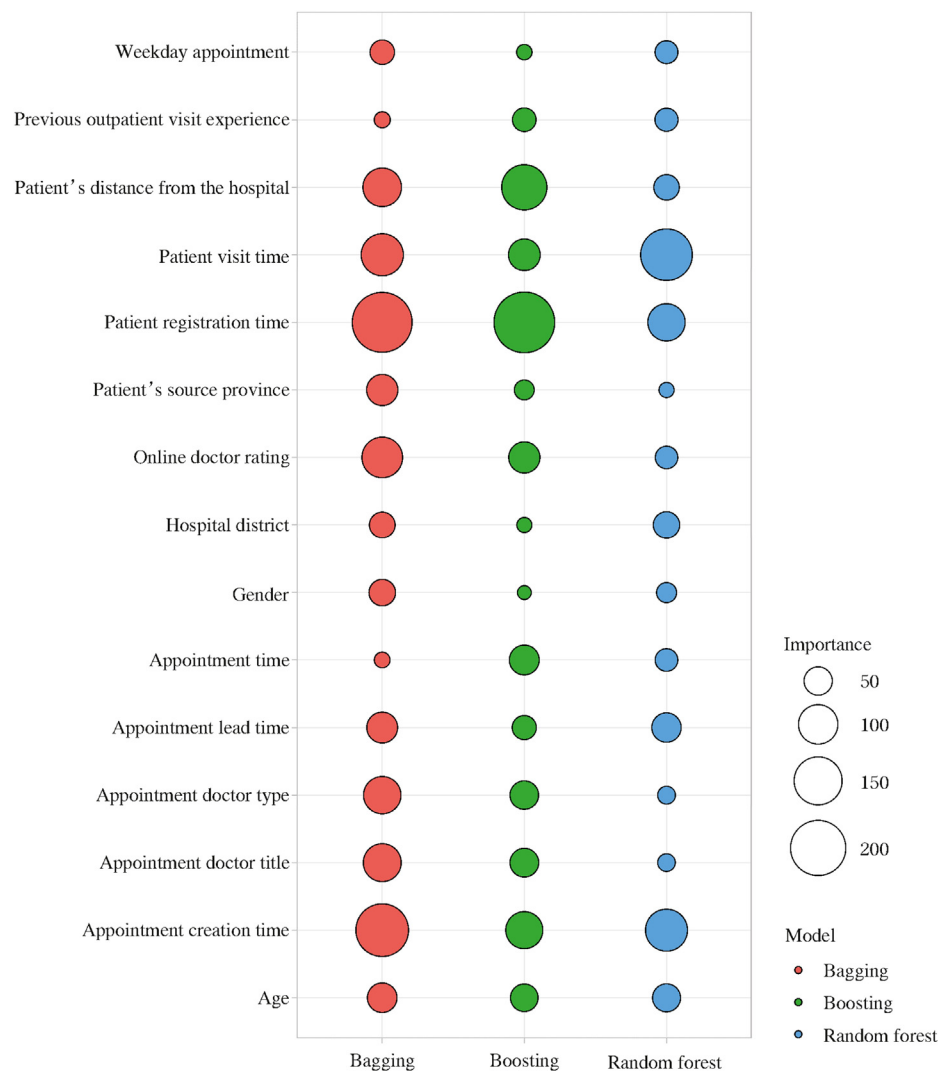 Weekday appointment
Previous outpatient visit experience
Patient’s distance from the hospital
Patient visit time
Patient registration time
Patient’s source province
Online doctor rating
Hospital district
Gender
Appointment time
Appointment lead time
Appointment doctor type
Appointment doctor title
Appointment creation time
Age
Bagging Boosting Random forest
Importance
50
100
150
200
Model
Bagging
Boosting
Random forest